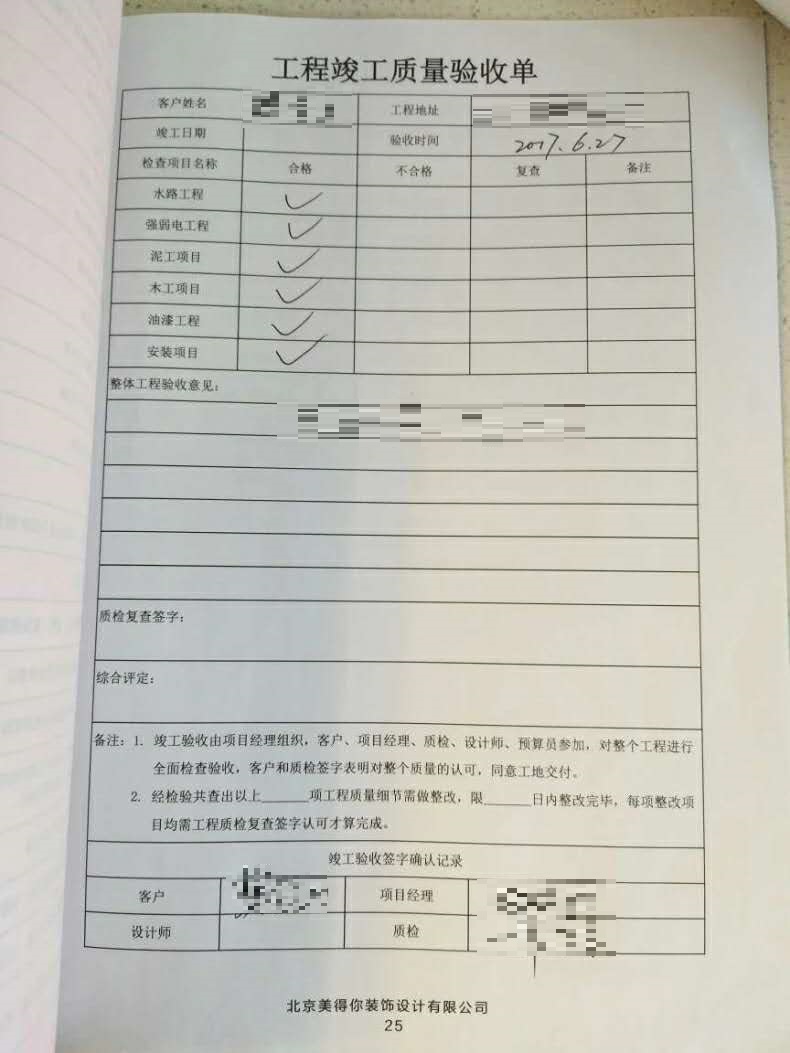 工程竣工质量验收单
客户姓名 工程地址
竣工日期 验收时间 2017.6.27
检查项目名称 合格 不合格 复查 备注
水路工程 ✓
强弱电工程 ✓
泥工项目 ✓
木工项目 ✓
油漆工程 ✓
安装项目 ✓
整体工程验收意见：
质检复查签字：
综合评定：
备注：1. 竣工验收由项目经理组织，客户、项目经理、质检、设计师、预算员参加，对整个工程进行
全面检查验收，客户和质检签字表明对整个质量的认可，同意工地交付。
2. 经检验共查出以上______项工程质量细节需做整改，限______日内整改完毕，每项整改项
目均需工程质检复查签字认可才算完成。
竣工验收签字确认记录
客户 项目经理
设计师 质检
北京美得你装饰设计有限公司
25